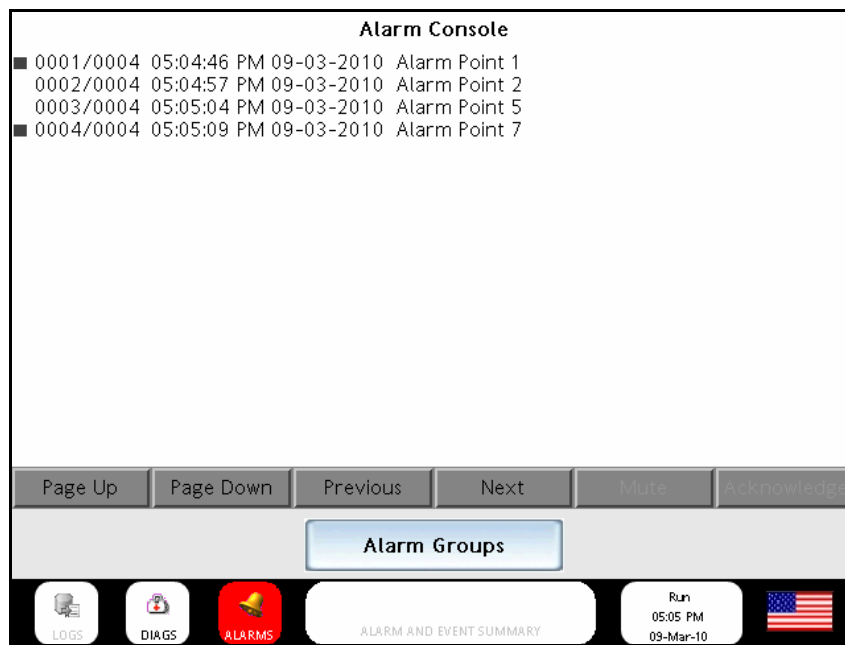 Alarm Console
0001/0004 05:04:46 PM 09-03-2010 Alarm Point 1
0002/0004 05:04:57 PM 09-03-2010 Alarm Point 2
0003/0004 05:05:04 PM 09-03-2010 Alarm Point 5
0004/0004 05:05:09 PM 09-03-2010 Alarm Point 7
Page Up Page Down Previous Next Mute Acknowledge
Alarm Groups
LOGS DIAGS ALARMS ALARM AND EVENT SUMMARY
Run
05:05 PM
09-Mar-10